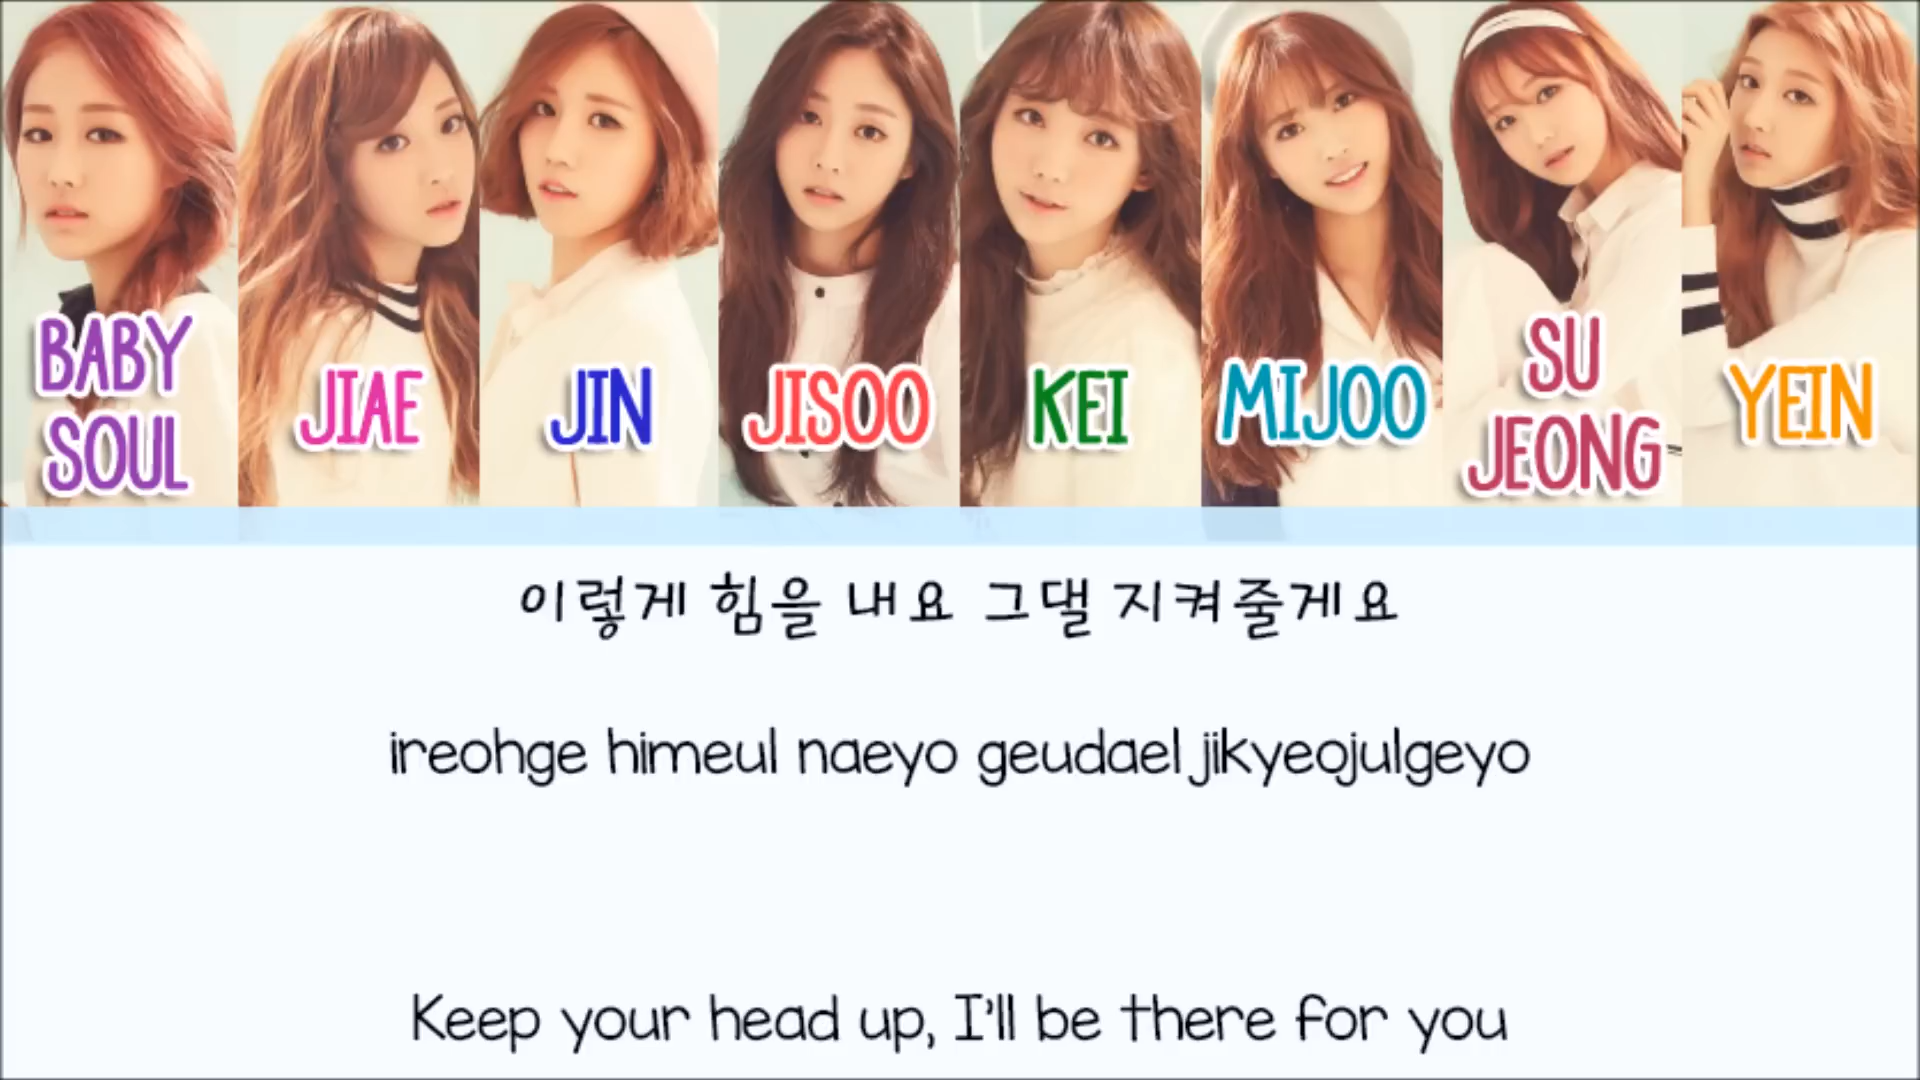 BABY SOUL
JIAE
JIN
JISOO
KEI
MIJOO
SU JEONG
YEIN
이렇게 힘을 내요 그댈 지켜줄게요
ireohge himeul naeyo geudael jikyeojulgeyo
Keep your head up, I'll be there for you